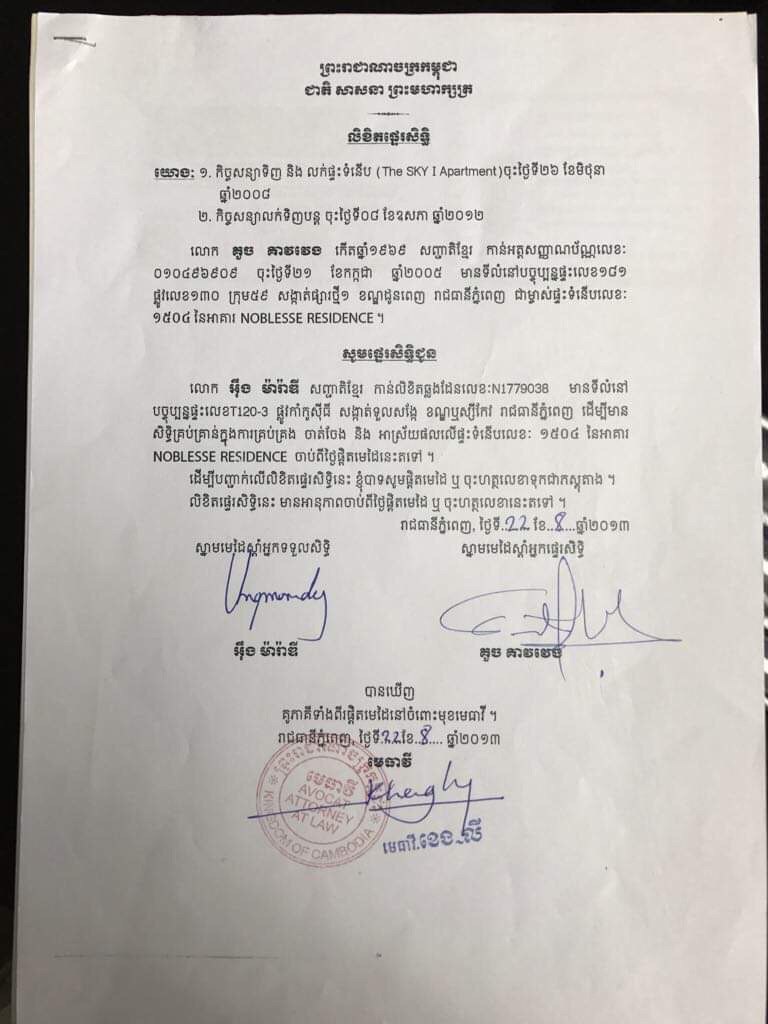 ព្រះរាជាណាចក្រកម្ពុជា
ជាតិ សាសនា ព្រះមហាក្សត្រ
លិខិតផ្ទេរសិទ្ធិ
យោង: ១. កិច្ចសន្យាទិញ និង លក់ផ្ទះទំនើប (The SKY I Apartment)ចុះថ្ងៃទី២៦ ខែមិថុនា
ឆ្នាំ២០០៨
២. កិច្ចសន្យាលក់ទិញបន្ត ចុះថ្ងៃទី០៨ ខែឧសភា ឆ្នាំ២០១២
លោក គួច គាវវេង កើតឆ្នាំ១៩៦៩ សញ្ជាតិខ្មែរ កាន់អត្តសញ្ញាណប័ណ្ណលេខ:
០១០៤៩៦៩០៩ ចុះថ្ងៃទី២១ ខែកក្កដា ឆ្នាំ២០០៥ មានទីលំនៅបច្ចុប្បន្នផ្ទះលេខ១៨១
ផ្លូវលេខ១៣០ ក្រុម៥៩ សង្កាត់ផ្សារថ្មី១ ខណ្ឌដូនពេញ រាជធានីភ្នំពេញ ជាម្ចាស់ផ្ទះទំនើបលេខ:
១៥០៤ នៃអាគារ NOBLESSE RESIDENCE ។
សូមផ្ទេរសិទ្ធិជូន
លោក អ៊ឹង ម៉ារ៉ាឌី សញ្ជាតិខ្មែរ កាន់លិខិតឆ្លងដែនលេខ:N1779038 មានទីលំនៅ
បច្ចុប្បន្នផ្ទះលេខT120-3 ផ្លូវកាំកូស៊ីធី សង្កាត់ទួលសង្កែ ខណ្ឌឬស្សីកែវ រាជធានីភ្នំពេញ ដើម្បីមាន
សិទ្ធិគ្រប់គ្រាន់ក្នុងការគ្រប់គ្រង ចាត់ចែង និង អាស្រ័យផលលើផ្ទះទំនើបលេខ: ១៥០៤ នៃអាគារ
NOBLESSE RESIDENCE ចាប់ពីថ្ងៃផ្តិតមេដៃនេះតទៅ ។
ដើម្បីបញ្ជាក់លើលិខិតផ្ទេរសិទ្ធិនេះ ខ្ញុំបាទសូមផ្តិតមេដៃ ឬ ចុះហត្ថលេខាទុកជាភស្តុតាង ។
លិខិតផ្ទេរសិទ្ធិនេះ មានអានុភាពចាប់ពីថ្ងៃផ្តិតមេដៃ ឬ ចុះហត្ថលេខានេះតទៅ ។
រាជធានីភ្នំពេញ, ថ្ងៃទី..22 ខែ..8...ឆ្នាំ២០១៣
ស្នាមមេដៃស្តាំអ្នកទទួលសិទ្ធិ ស្នាមមេដៃស្តាំអ្នកផ្ទេរសិទ្ធិ
អ៊ឹង ម៉ារ៉ាឌី គួច គាវវេង
បានឃើញ
គូភាគីទាំងពីរផ្តិតមេដៃនៅចំពោះមុខមេធាវី ។
រាជធានីភ្នំពេញ, ថ្ងៃទី22ខែ..8.... ឆ្នាំ២០១៣
មេធាវី
មេធាវី
AVOCAT
ATTORNEY
AT LAW
KINGDOM OF CAMBODIA
មេធាវី.ខេង.លី